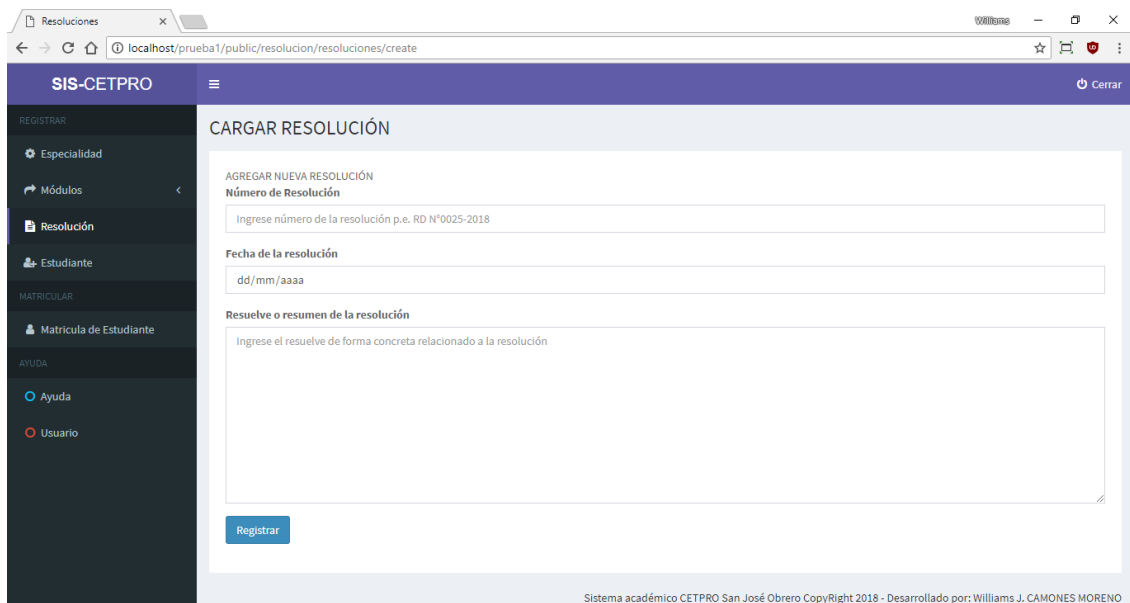 Resoluciones
Williams
localhost/prueba1/public/resolucion/resoluciones/create
SIS-CETPRO
Cerrar
REGISTRAR
CARGAR RESOLUCIÓN
Especialidad
Módulos
Resolución
Estudiante
MATRICULAR
Matricula de Estudiante
AYUDA
Ayuda
Usuario
AGREGAR NUEVA RESOLUCIÓN
Número de Resolución
Ingrese número de la resolución p.e. RD N°0025-2018
Fecha de la resolución
dd/mm/aaaa
Resuelve o resumen de la resolución
Ingrese el resuelve de forma concreta relacionado a la resolución
Registrar
Sistema académico CETPRO San José Obrero CopyRight 2018 - Desarrollado por: Williams J. CAMONES MORENO